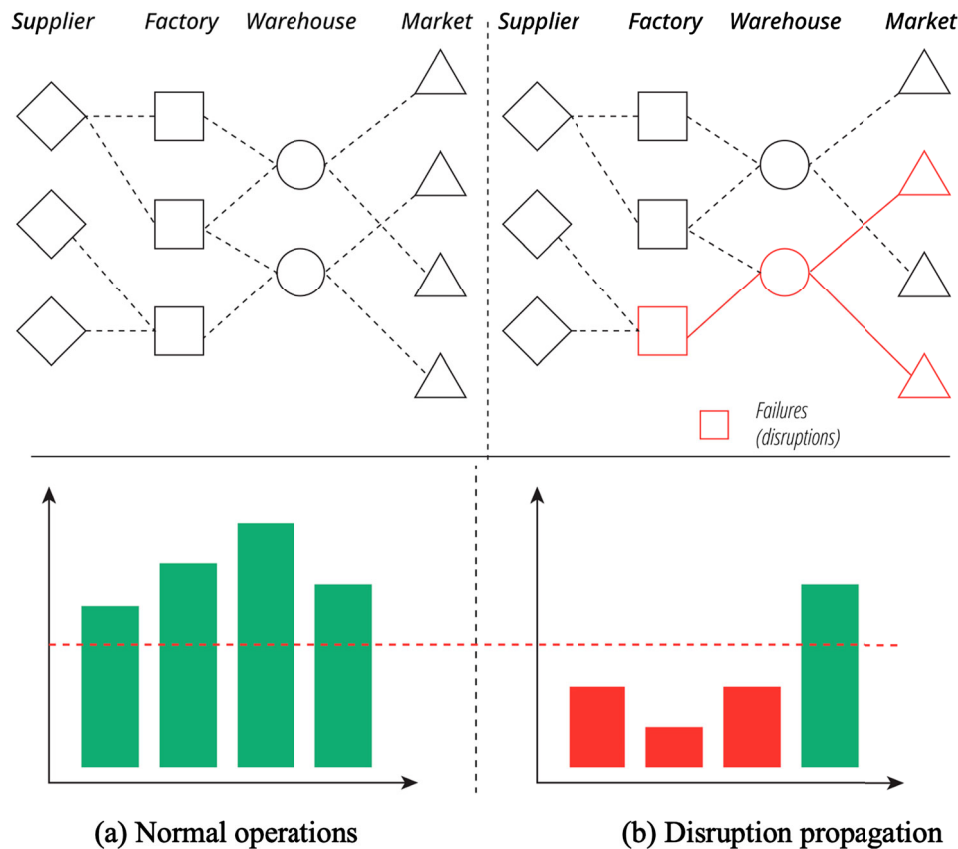 Supplier Factory Warehouse Market
Supplier Factory Warehouse Market
Failures
(disruptions)
(a) Normal operations
(b) Disruption propagation